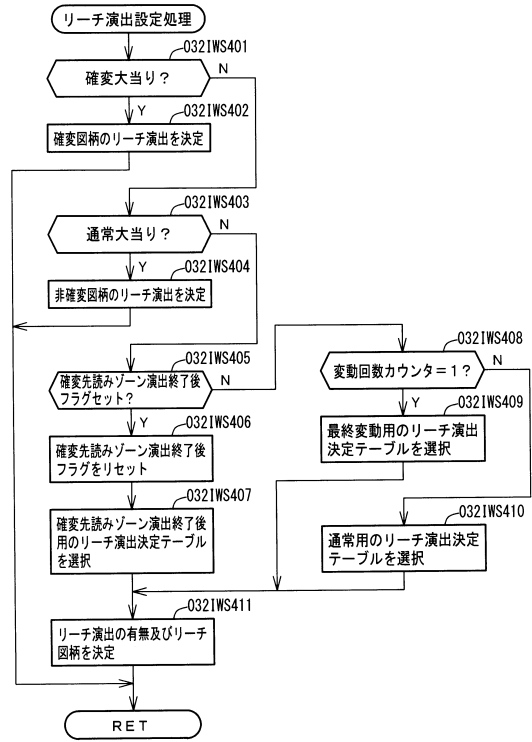 リーチ演出設定処理
032IWS401
確変大当り？
N
Y
032IWS402
確変図柄のリーチ演出を決定
032IWS403
通常大当り？
N
Y
032IWS404
非確変図柄のリーチ演出を決定
032IWS405
確変先読みゾーン演出終了後
フラグセット？
N
Y
032IWS406
確変先読みゾーン演出終了後
フラグをリセット
032IWS407
確変先読みゾーン演出終了後
用のリーチ演出決定テーブル
を選択
032IWS408
変動回数カウンタ＝１？
N
Y
032IWS409
最終変動用のリーチ演出
決定テーブルを選択
032IWS410
通常用のリーチ演出決定
テーブルを選択
032IWS411
リーチ演出の有無及びリーチ
図柄を決定
ＲＥＴ